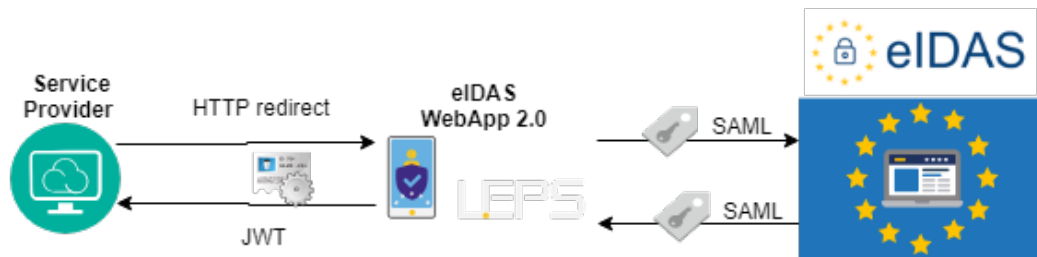 Service
Provider
HTTP redirect
JWT
eIDAS
WebApp 2.0
LEPS
SAML
SAML
eIDAS